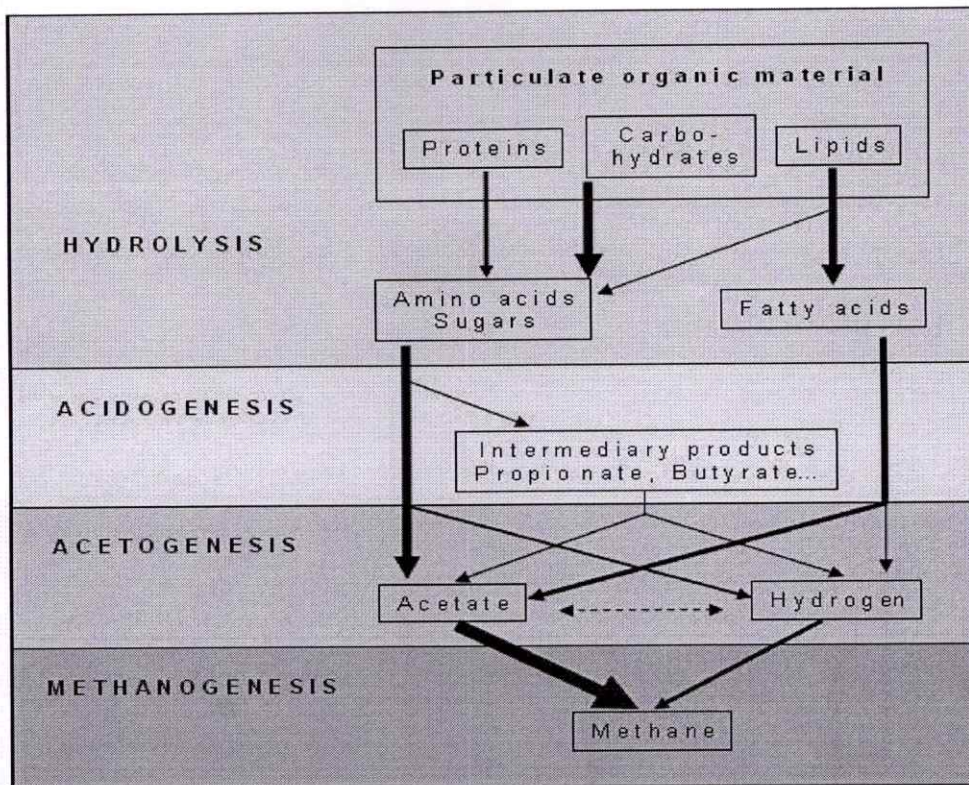 Particulate organic material
Proteins
Carbo-
hydrates
Lipids
HYDROLYSIS
Amino acids
Sugars
Fatty acids
ACIDOGENESIS
Intermediary products
Propionate, Butyrate...
ACETOGENESIS
Acetate
Hydrogen
METHANOGENESIS
Methane